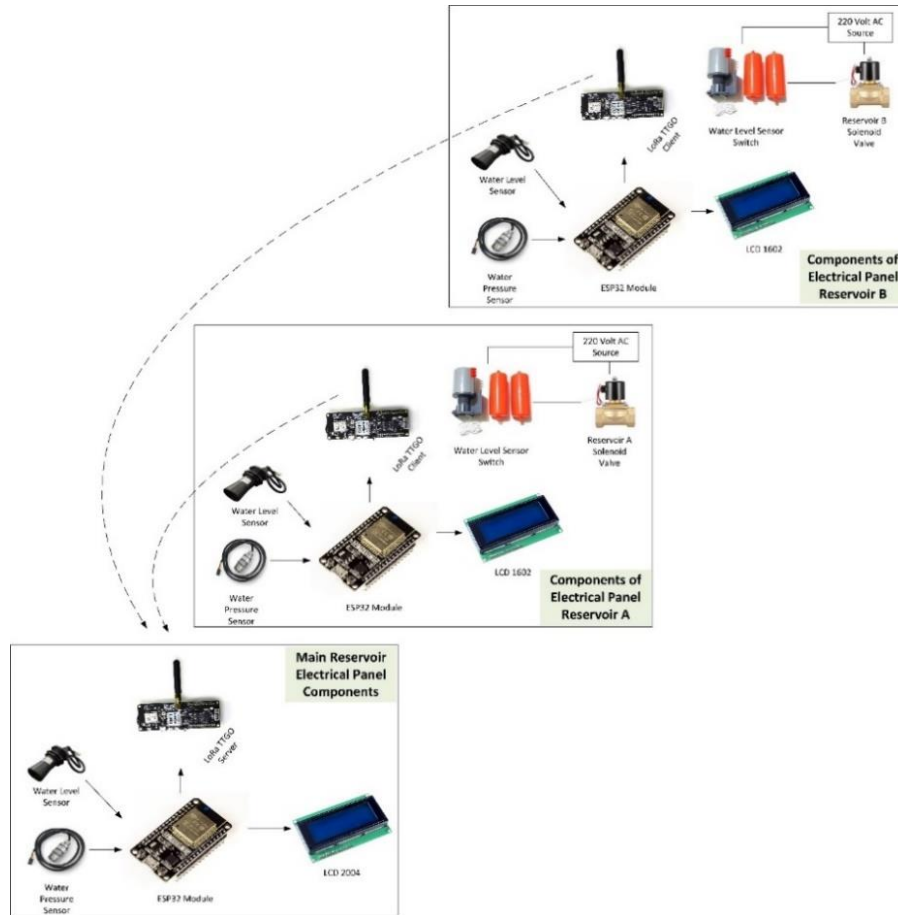 220 Volt AC
Source
LoRa TTGO
Client
Water Level Sensor
Switch
Reservoir B
Solenoid
Valve
Water Level
Sensor
Water
Pressure
Sensor
ESP32 Module
LCD 1602
Components of
Electrical Panel
Reservoir B
220 Volt AC
Source
LoRa TTGO
Client
Water Level Sensor
Switch
Reservoir A
Solenoid
Valve
Water Level
Sensor
Water
Pressure
Sensor
ESP32 Module
LCD 1602
Components of
Electrical Panel
Reservoir A
Main Reservoir
Electrical Panel
Components
LoRa TTGO
Server
Water Level
Sensor
Water
Pressure
Sensor
ESP32 Module
LCD 2004